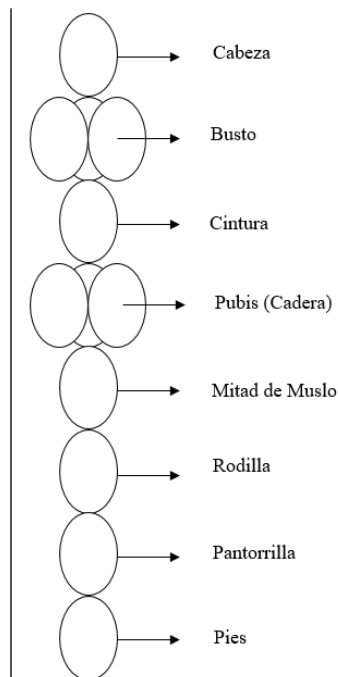 Cabeza
Busto
Cintura
Pubis (Cadera)
Mitad de Muslo
Rodilla
Pantorrilla
Pies